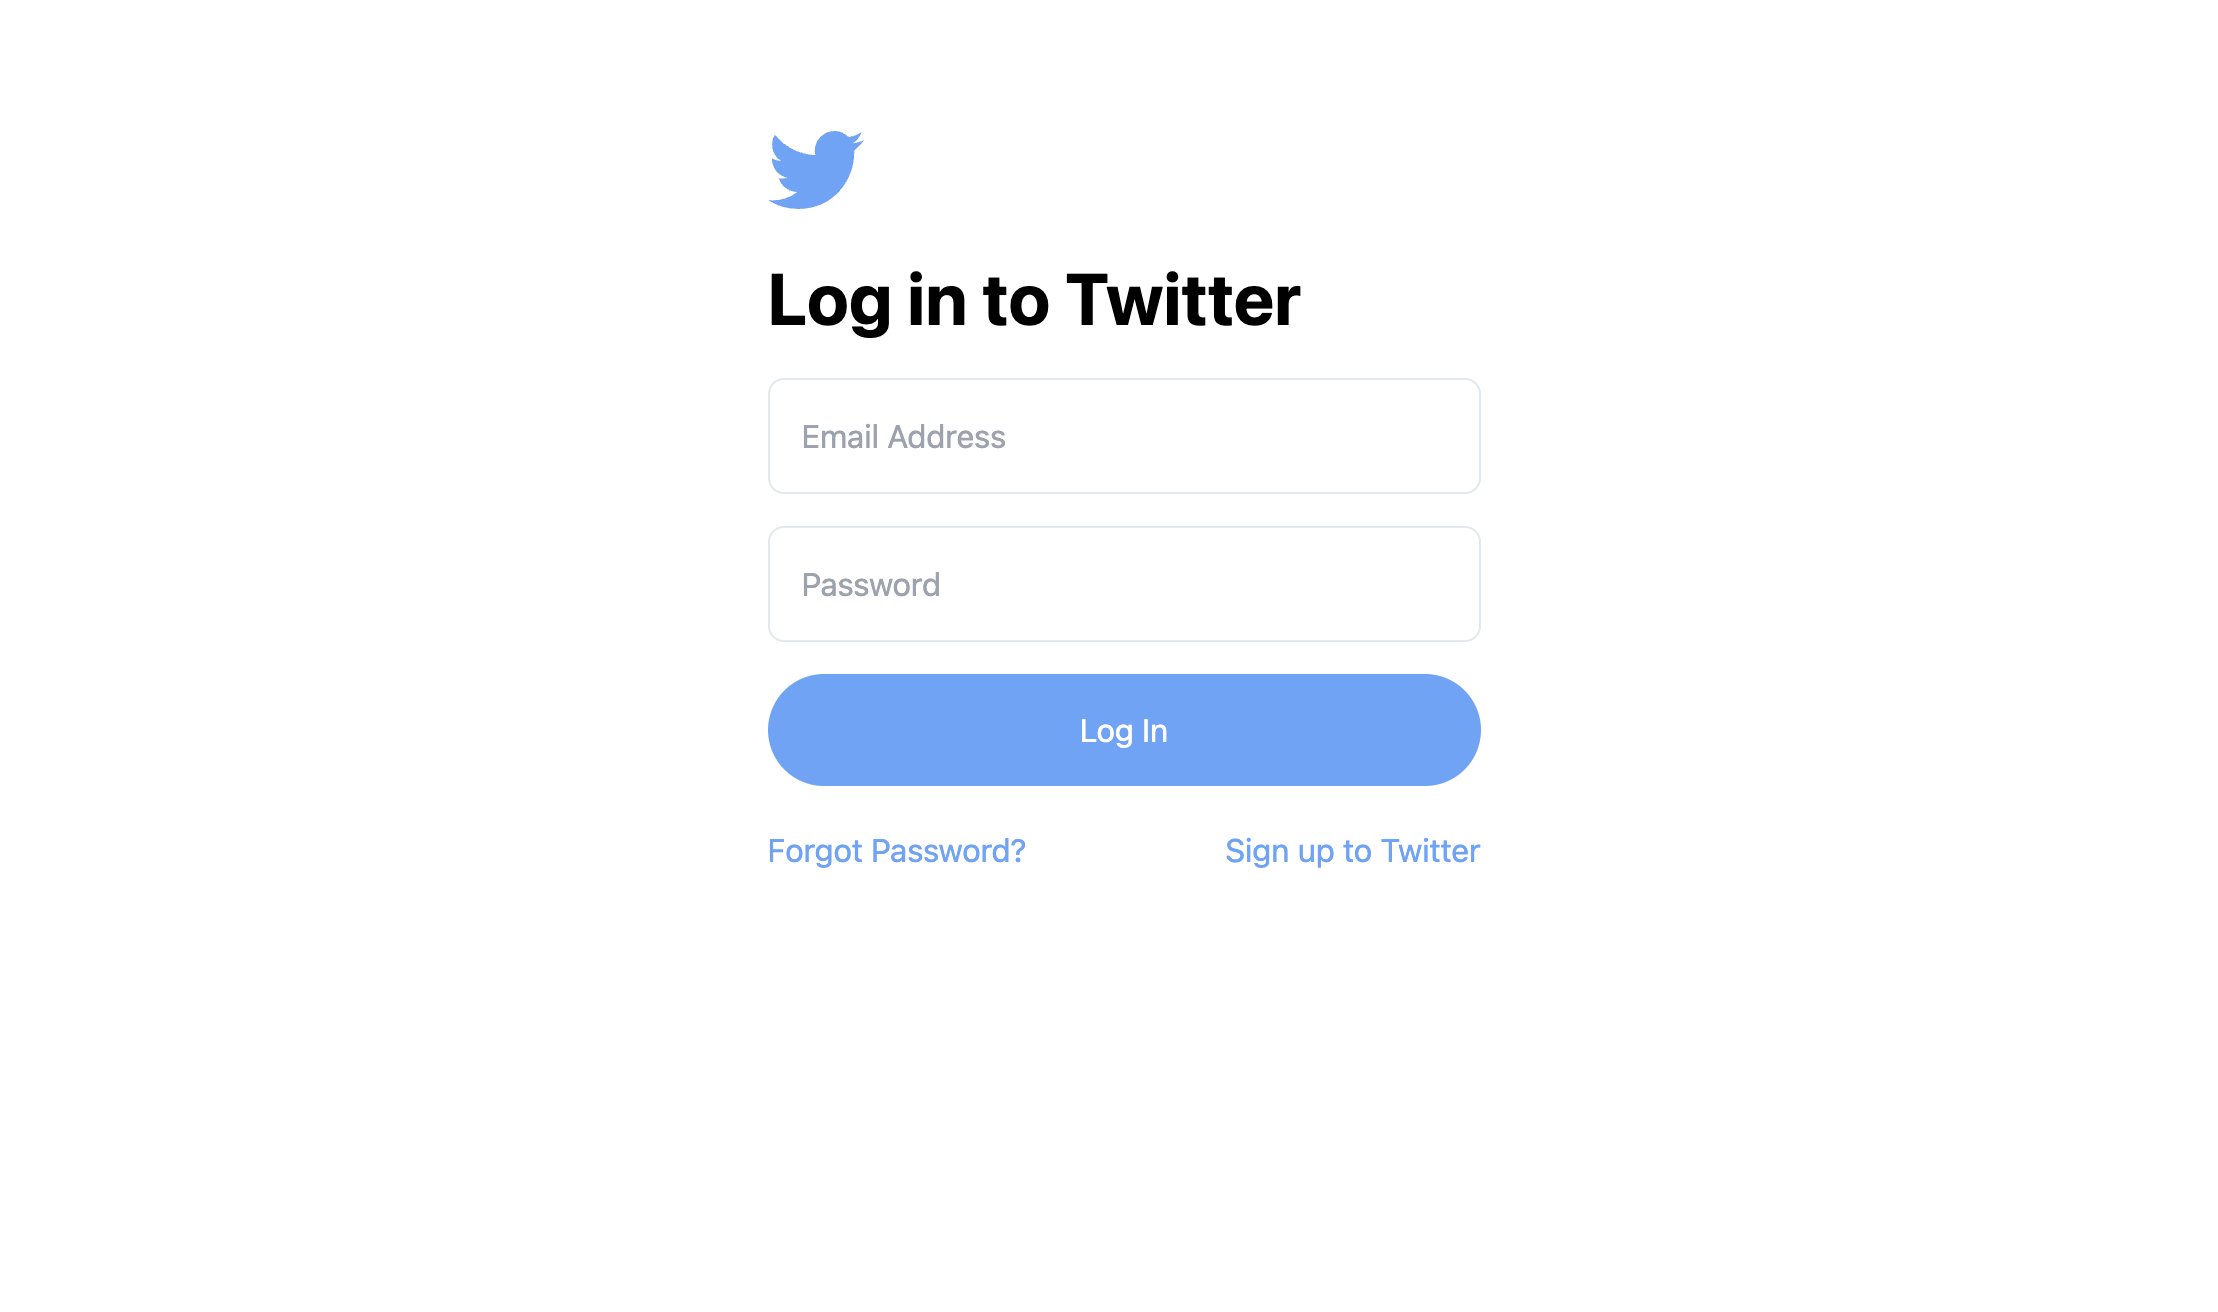 Log in to Twitter
Email Address
Password
Log In
Forgot Password?
Sign up to Twitter